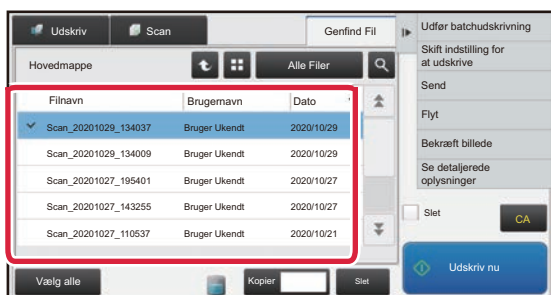 Udskriv
Scan
Genfind Fil
Hovedmappe
Alle Filer
Filnavn Brugernavn Dato
Scan_20201029_134037 Bruger Ukendt 2020/10/29
Scan_20201029_134009 Bruger Ukendt 2020/10/29
Scan_20201027_195401 Bruger Ukendt 2020/10/27
Scan_20201027_143255 Bruger Ukendt 2020/10/27
Scan_20201027_110537 Bruger Ukendt 2020/10/21
Vælg alle
Kopier
Slet
Udfør batchudskrivning
Skift indstilling for
at udskrive
Send
Flyt
Bekræft billede
Se detaljerede
oplysninger
Slet
CA
Udskriv nu